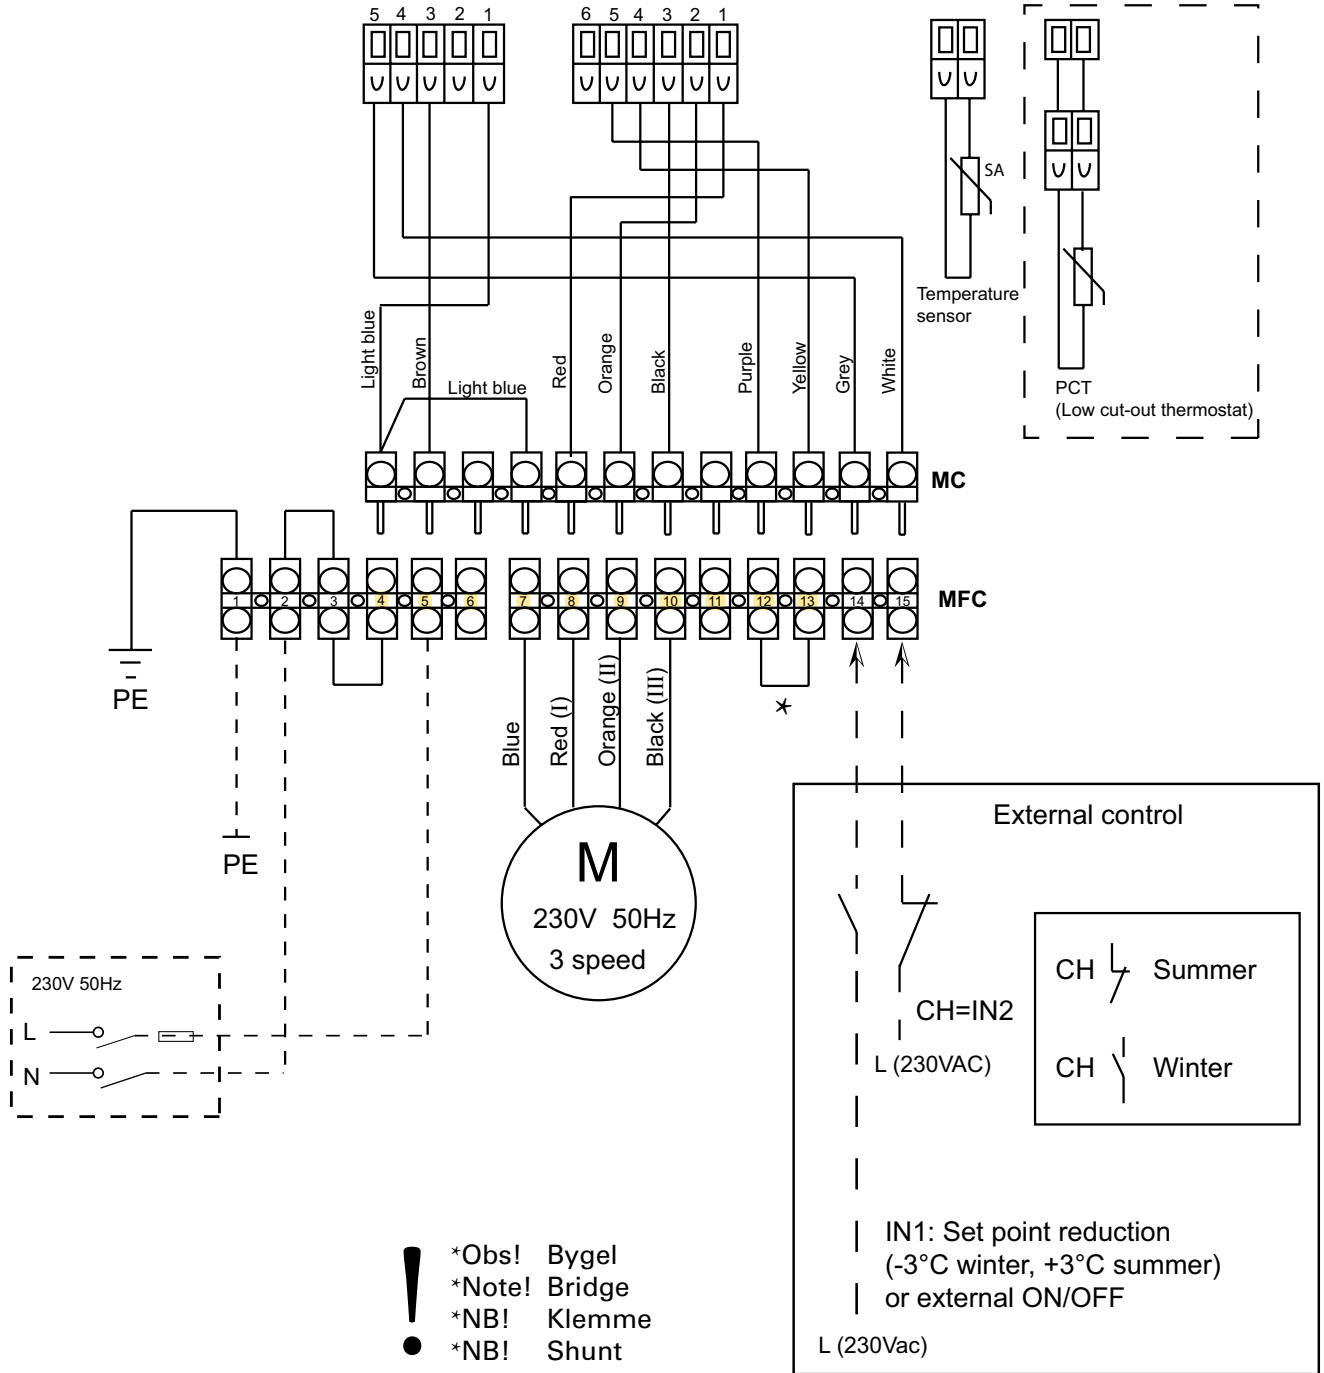 5 4 3 2 1
6 5 4 3 2 1
SA
Temperature
sensor
PCT
(Low cut-out thermostat)
Light blue
Brown
Light blue
Red
Orange
Black
Purple
Yellow
Grey
White
MC
1 2 3 4 5 6 7 8 9 10 11 12 13 14 15
MFC
PE
PE
Blue
Red (I)
Orange (II)
Black (III)
*
M
230V 50Hz
3 speed
230V 50Hz
L
N
External control
CH Summer
CH Winter
CH=IN2
L (230VAC)
IN1: Set point reduction
(-3°C winter, +3°C summer)
or external ON/OFF
L (230Vac)
!
*Obs! Bygel
*Note! Bridge
*NB! Klemme
*NB! Shunt